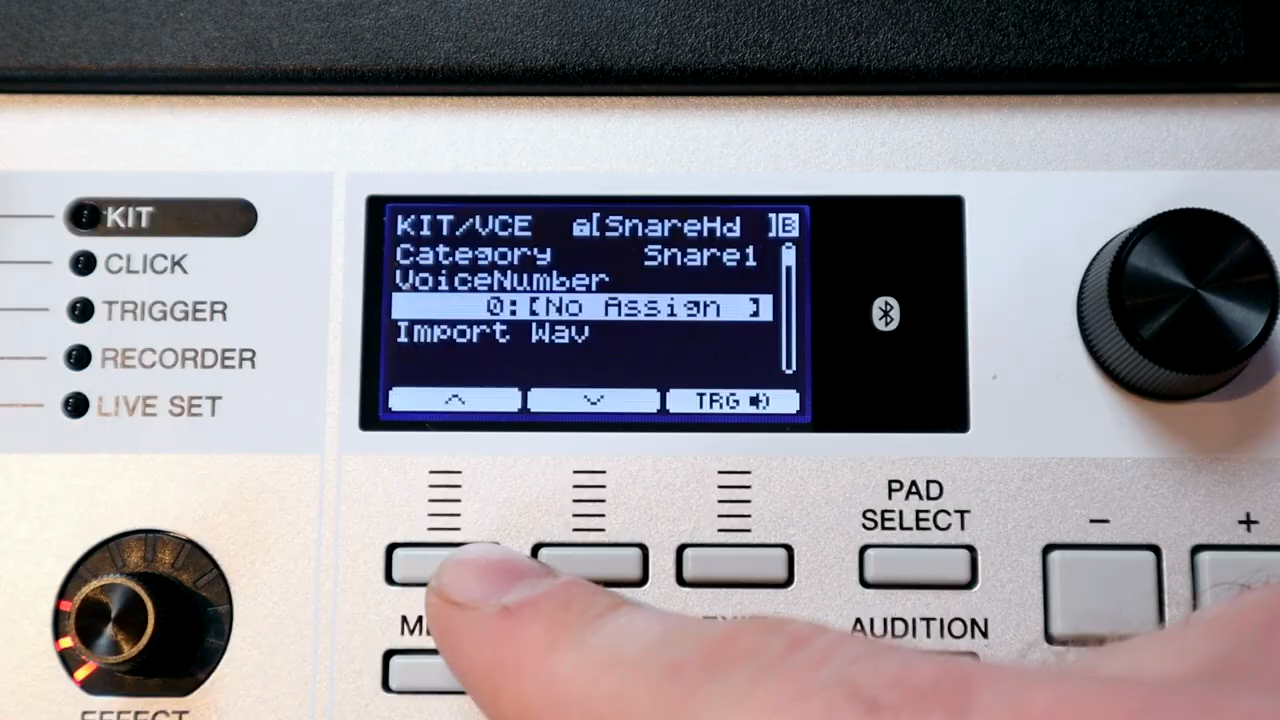 KIT
CLICK
TRIGGER
RECORDER
LIVE SET
KIT/VCE [SnareHd ]B
Category Snare1
VoiceNumber
0:[No Assign ]
Import Wav
TRG
PAD
SELECT
− +
AUDITION
EFFECT